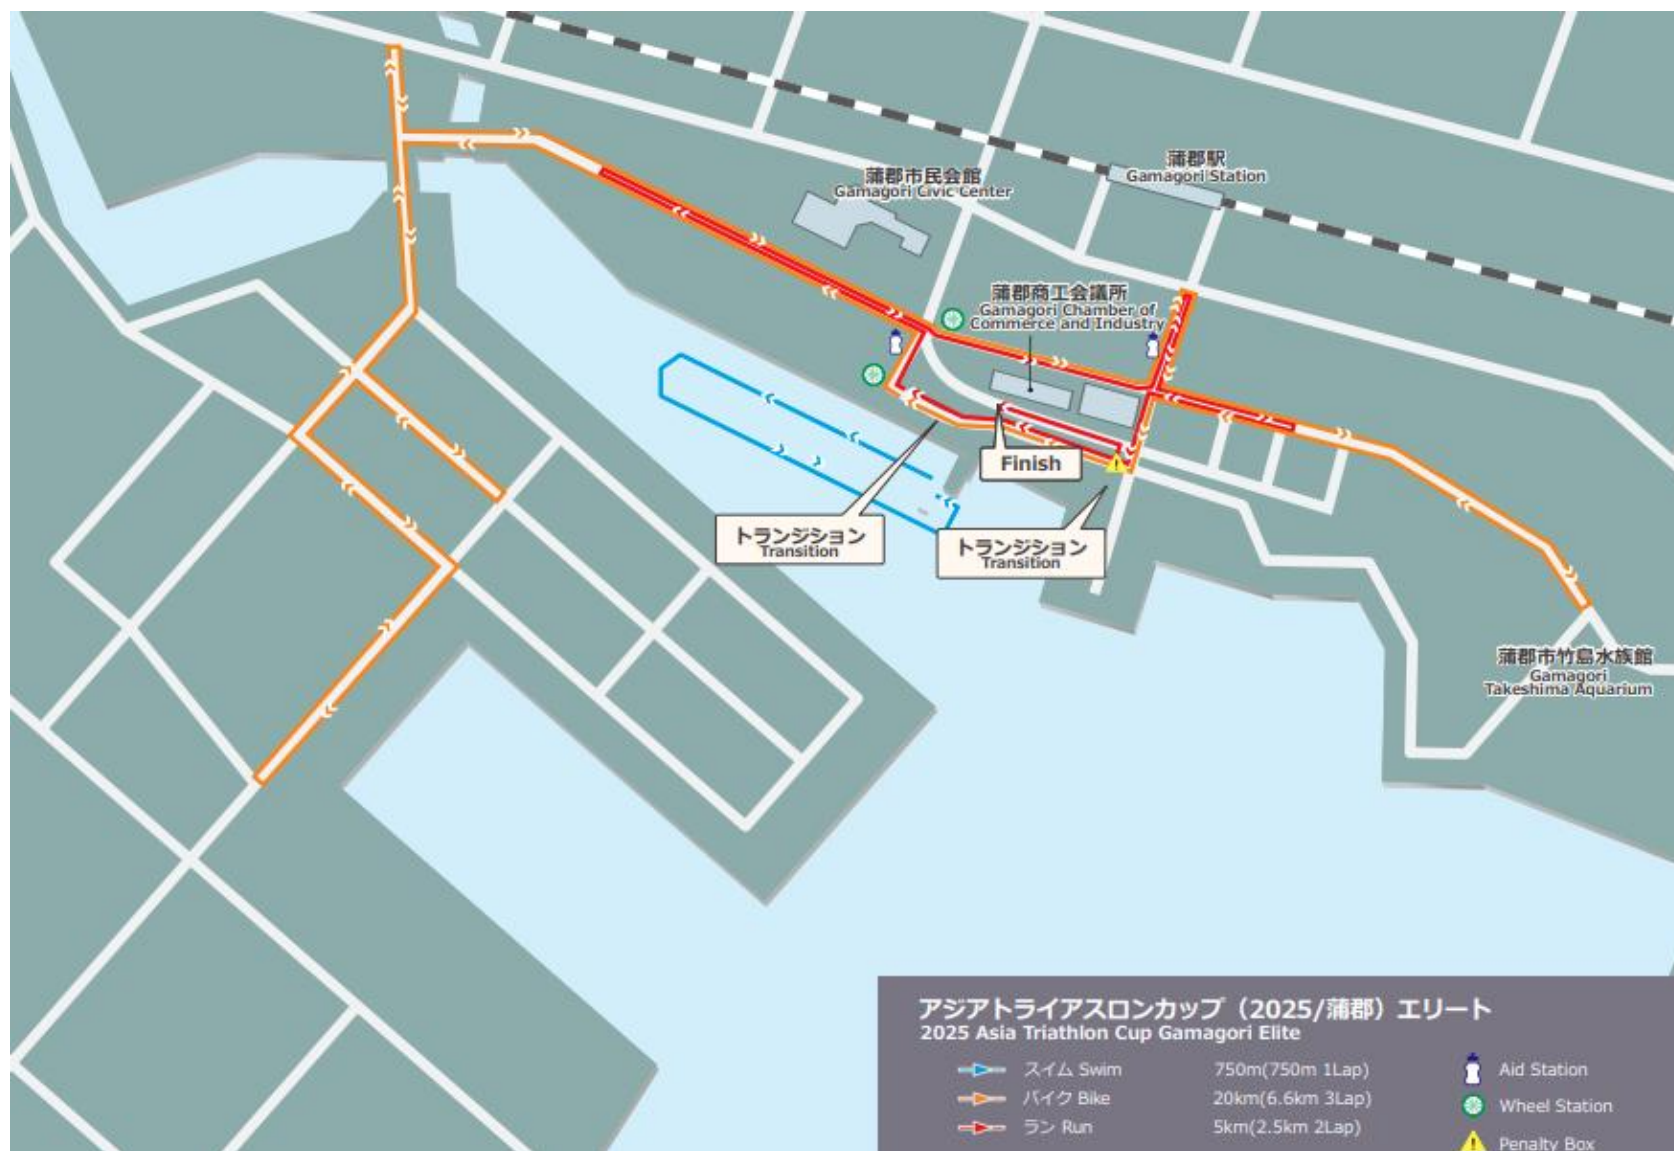 蒲郡駅
Gamagori Station
蒲郡市民会館
Gamagori Civic Center
蒲郡商工会議所
Gamagori Chamber of
Commerce and Industry
Finish
トランジション
Transition
トランジション
Transition
蒲郡市竹島水族館
Gamagori
Takeshima Aquarium
アジアトライアスロンカップ（2025/蒲郡）エリート
2025 Asia Triathlon Cup Gamagori Elite
スイム Swim 750m(750m 1Lap)
バイク Bike 20km(6.6km 3Lap)
ラン Run 5km(2.5km 2Lap)
Aid Station
Wheel Station
Penalty Box